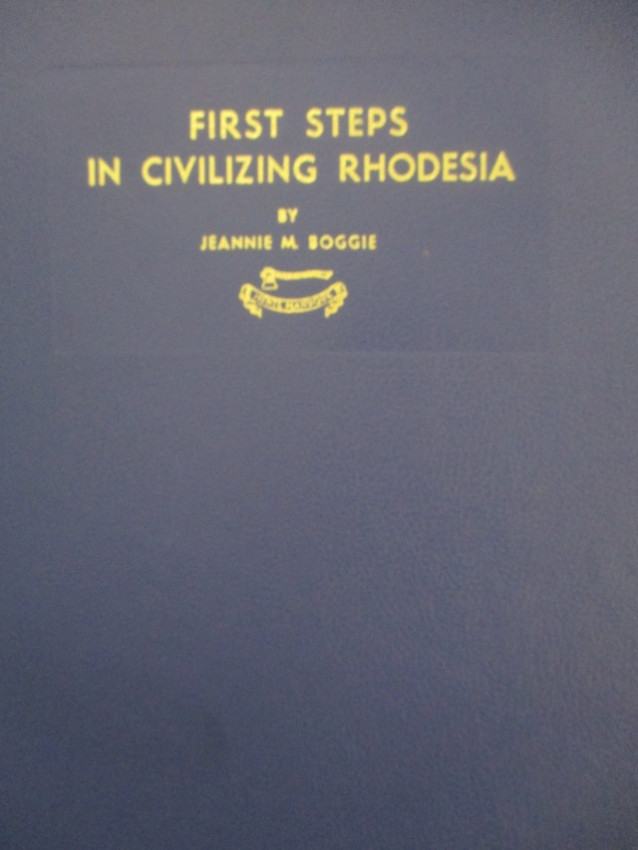 FIRST STEPS
IN CIVILIZING RHODESIA
BY
JEANNIE M. BOGGIE